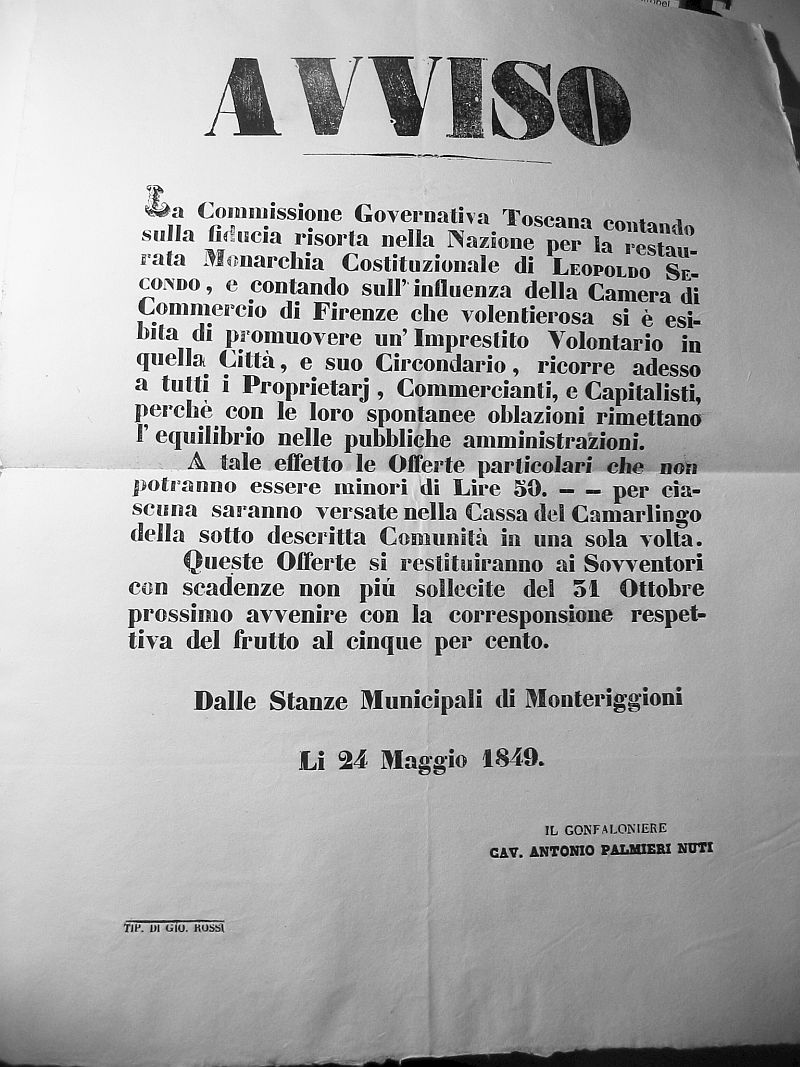 AVVISO
La Commissione Governativa Toscana contando
sulla fiducia risorta nella Nazione per la restau-
rata Monarchia Costituzionale di LEOPOLDO SE-
CONDO, e contando sull' influenza della Camera di
Commercio di Firenze che volentierosa si è esi-
bita di promuovere un' Imprestito Volontario in
quella Città, e suo Circondario, ricorre adesso
a tutti i Proprietarj, Commercianti, e Capitalisti,
perchè con le loro spontanee oblazioni rimettano
l' equilibrio nelle pubbliche amministrazioni.
A tale effetto le Offerte particolari che non
potranno essere minori di Lire 50. — — per cia-
scuna saranno versate nella Cassa del Camarlingo
della sotto descritta Comunità in una sola volta.
Queste Offerte si restituiranno ai Sovventori
con scadenze non più sollecite del 31 Ottobre
prossimo avvenire con la corresponsione respet-
tiva del frutto al cinque per cento.
Dalle Stanze Municipali di Monteriggioni
Li 24 Maggio 1849.
IL GONFALONIERE
CAV. ANTONIO PALMIERI NUTI
TIP. DI GIO. ROSSI